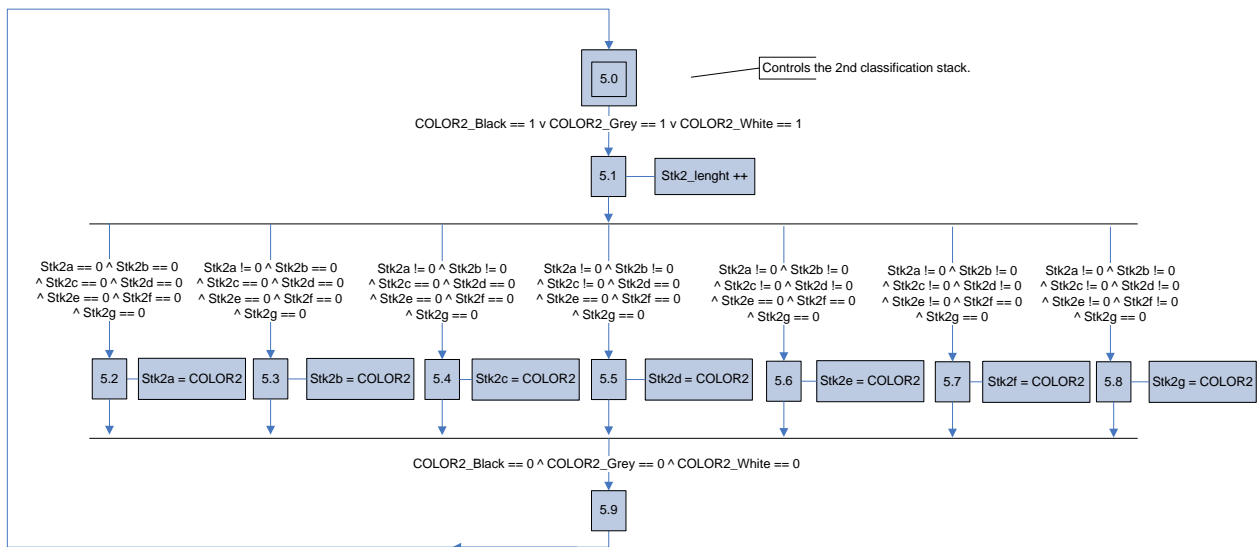 5.0
Controls the 2nd classification stack.
COLOR2_Black == 1 v COLOR2_Grey == 1 v COLOR2_White == 1
5.1
Stk2_lenght ++
Stk2a == 0 ^ Stk2b == 0
^ Stk2c == 0 ^ Stk2d == 0
^ Stk2e == 0 ^ Stk2f == 0
^ Stk2g == 0
Stk2a != 0 ^ Stk2b == 0
^ Stk2c == 0 ^ Stk2d == 0
^ Stk2e == 0 ^ Stk2f == 0
^ Stk2g == 0
Stk2a != 0 ^ Stk2b != 0
^ Stk2c == 0 ^ Stk2d == 0
^ Stk2e == 0 ^ Stk2f == 0
^ Stk2g == 0
Stk2a != 0 ^ Stk2b != 0
^ Stk2c != 0 ^ Stk2d == 0
^ Stk2e == 0 ^ Stk2f == 0
^ Stk2g == 0
Stk2a != 0 ^ Stk2b != 0
^ Stk2c != 0 ^ Stk2d != 0
^ Stk2e == 0 ^ Stk2f == 0
^ Stk2g == 0
Stk2a != 0 ^ Stk2b != 0
^ Stk2c != 0 ^ Stk2d != 0
^ Stk2e != 0 ^ Stk2f == 0
^ Stk2g == 0
Stk2a != 0 ^ Stk2b != 0
^ Stk2c != 0 ^ Stk2d != 0
^ Stk2e != 0 ^ Stk2f != 0
^ Stk2g == 0
5.2
Stk2a = COLOR2
5.3
Stk2b = COLOR2
5.4
Stk2c = COLOR2
5.5
Stk2d = COLOR2
5.6
Stk2e = COLOR2
5.7
Stk2f = COLOR2
5.8
Stk2g = COLOR2
COLOR2_Black == 0 ^ COLOR2_Grey == 0 ^ COLOR2_White == 0
5.9